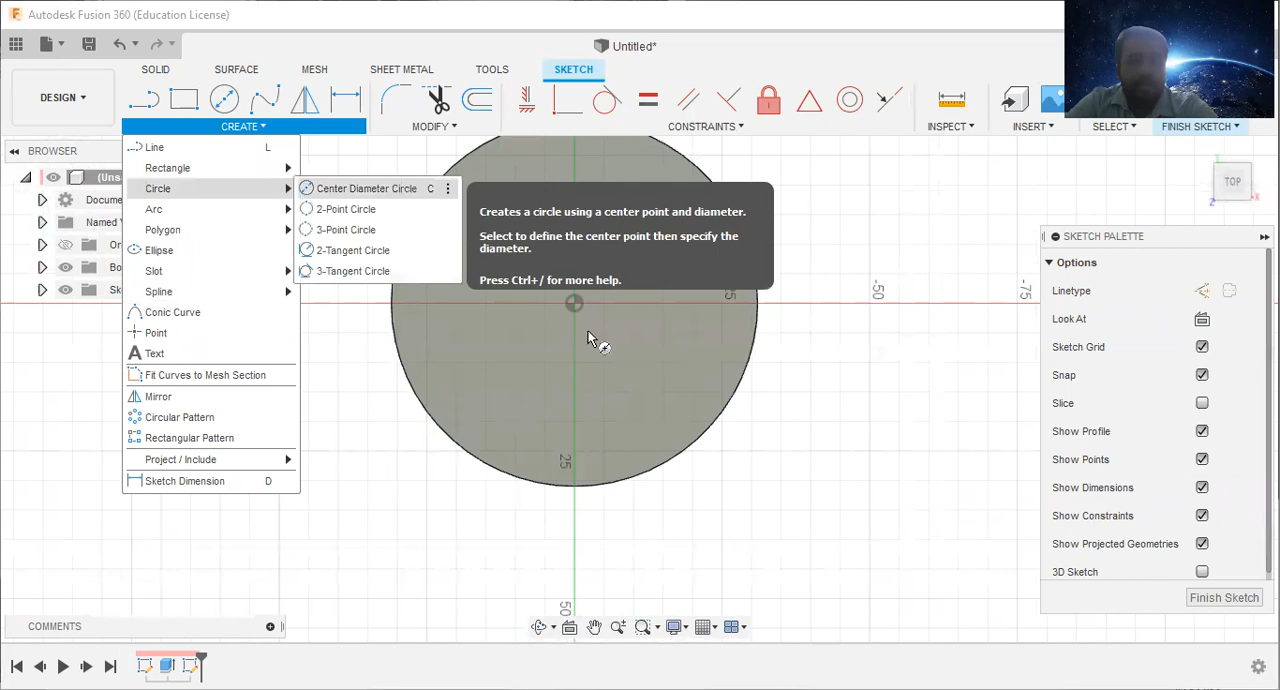 Autodesk Fusion 360 (Education License)
Untitled*
SOLID SURFACE MESH SHEET METAL TOOLS SKETCH
DESIGN
CREATE MODIFY CONSTRAINTS INSPECT INSERT SELECT FINISH SKETCH
BROWSER
(Uns
Docume
Named V
Or
Bo
Sk
Line L
Rectangle
Circle
Arc
Polygon
Ellipse
Slot
Spline
Conic Curve
Point
Text
Fit Curves to Mesh Section
Mirror
Circular Pattern
Rectangular Pattern
Project / Include
Sketch Dimension D
Center Diameter Circle C
2-Point Circle
3-Point Circle
2-Tangent Circle
3-Tangent Circle
Creates a circle using a center point and diameter.
Select to define the center point then specify the
diameter.
Press Ctrl+/ for more help.
-50
-75
25
50
TOP
X
Z
SKETCH PALETTE
Options
Linetype
Look At
Sketch Grid
Snap
Slice
Show Profile
Show Points
Show Dimensions
Show Constraints
Show Projected Geometries
3D Sketch
Finish Sketch
COMMENTS